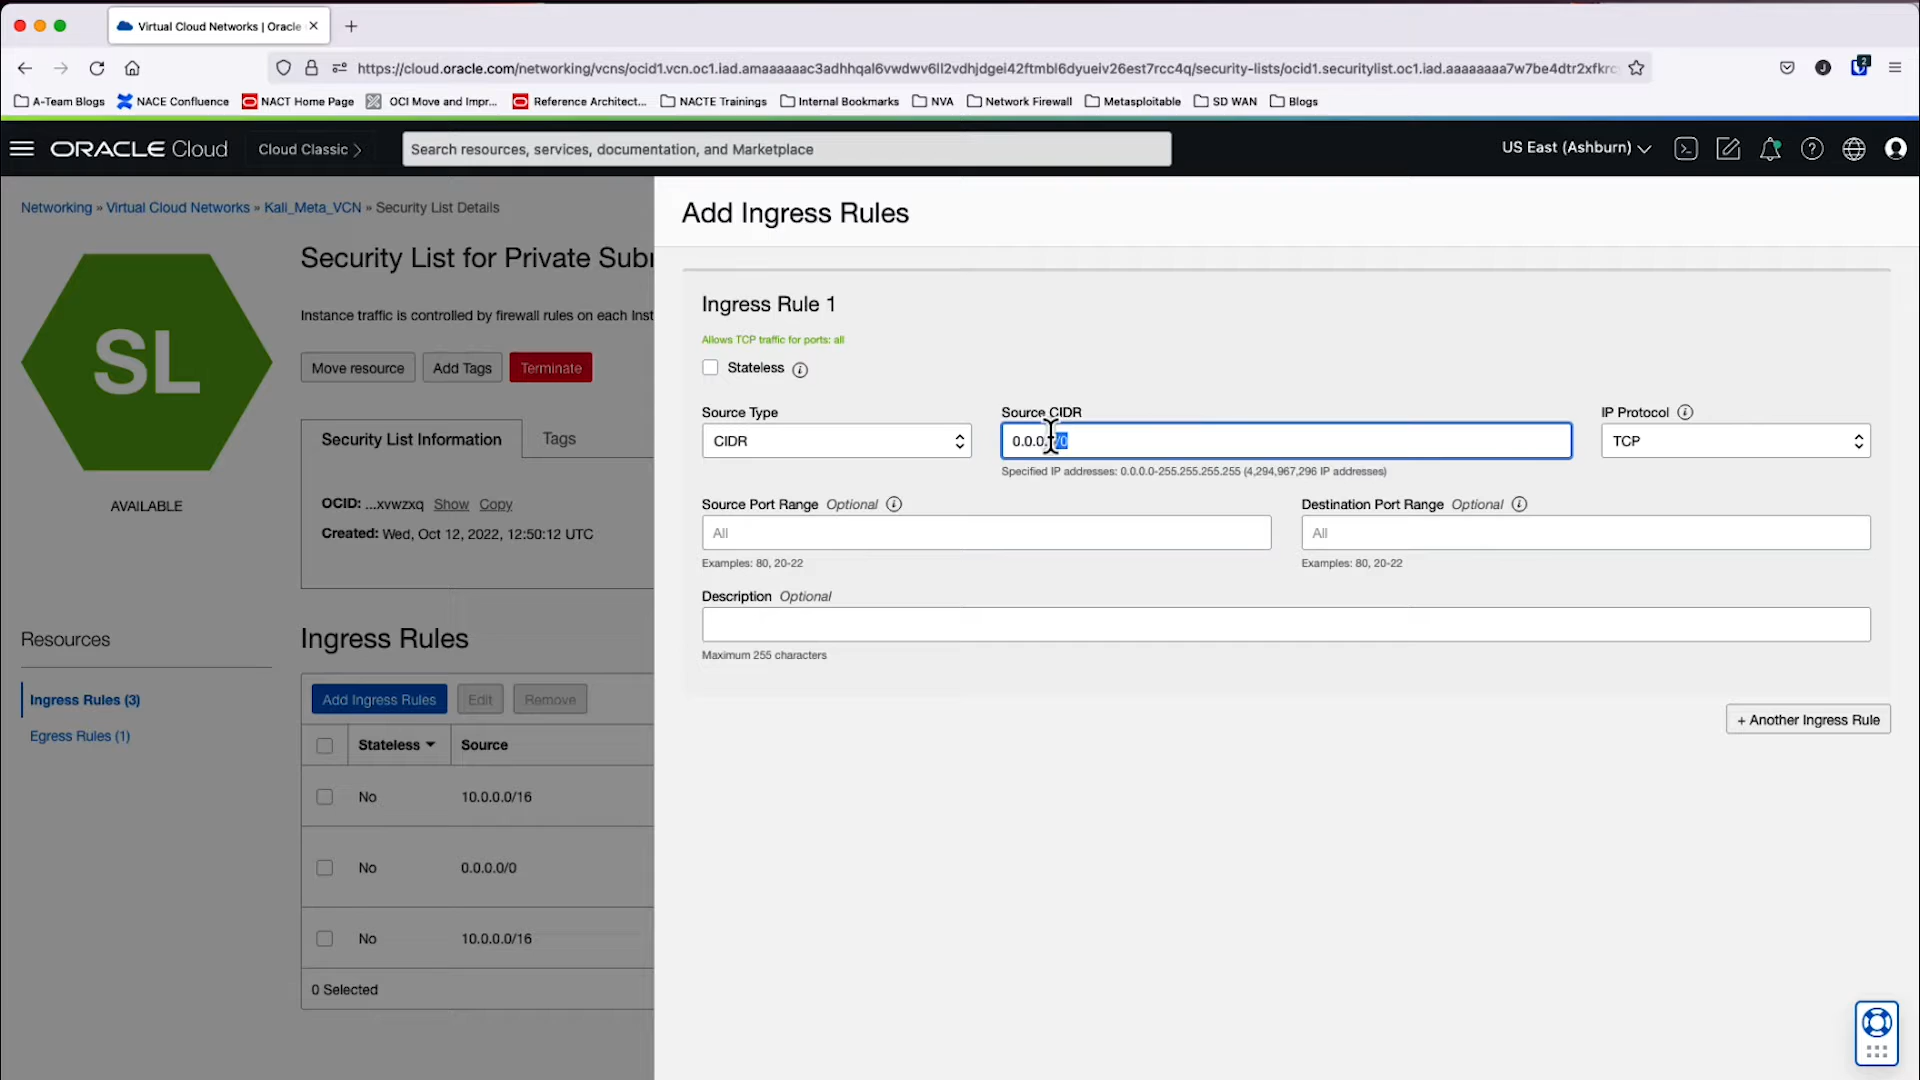 Virtual Cloud Networks | Oracle
https://cloud.oracle.com/networking/vcns/ocid1.vcn.oc1.iad.amaaaaaac3adhhqal6vwdwv6ll2vdhjdgei42ftmbl6dyueiv26est7rcc4q/security-lists/ocid1.securitylist.oc1.iad.aaaaaaaa7w7be4dtr2xfkrc
2
A-Team Blogs NACE Confluence NACT Home Page OCI Move and Impr... Reference Architect... NACTE Trainings Internal Bookmarks NVA Network Firewall Metasploitable SD WAN Blogs
ORACLE Cloud Cloud Classic > Search resources, services, documentation, and Marketplace US East (Ashburn)
Networking » Virtual Cloud Networks » Kali_Meta_VCN » Security List Details
SL
AVAILABLE
Security List for Private Sub
Instance traffic is controlled by firewall rules on each Inst
Move resource Add Tags Terminate
Security List Information Tags
OCID: ...xvwzxq Show Copy
Created: Wed, Oct 12, 2022, 12:50:12 UTC
Resources
Ingress Rules (3)
Egress Rules (1)
Ingress Rules
Add Ingress Rules Edit Remove
Stateless Source
No 10.0.0.0/16
No 0.0.0.0/0
No 10.0.0.0/16
0 Selected
Add Ingress Rules
Ingress Rule 1
Allows TCP traffic for ports: all
Stateless
Source Type Source CIDR IP Protocol
CIDR 0.0.0.0/0 TCP
Specified IP addresses: 0.0.0.0-255.255.255.255 (4,294,967,296 IP addresses)
Source Port Range Optional Destination Port Range Optional
All All
Examples: 80, 20-22 Examples: 80, 20-22
Description Optional
Maximum 255 characters
+ Another Ingress Rule